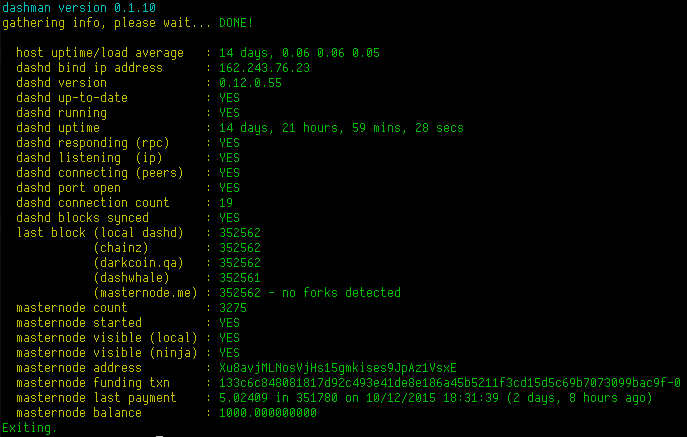 dashman version 0.1.10
gathering info, please wait... DONE!
host uptime/load average : 14 days, 0.06 0.06 0.05
dashd bind ip address : 162.243.76.23
dashd version : 0.12.0.55
dashd up-to-date : YES
dashd running : YES
dashd uptime : 14 days, 21 hours, 59 mins, 28 secs
dashd responding (rpc) : YES
dashd listening (ip) : YES
dashd connecting (peers) : YES
dashd port open : YES
dashd connection count : 19
dashd blocks synced : YES
last block (local dashd) : 352562
(chainz) : 352562
(darkcoin.qa) : 352562
(dashwhale) : 352561
(masternode.me) : 352562 - no forks detected
masternode count : 3275
masternode started : YES
masternode visible (local) : YES
masternode visible (ninja) : YES
masternode address : Xu8avjMLNosVjHs15gmkises9JpAz1VsxE
masternode funding txn : 133c6c848081817d92c493e41de8e186a45b5211f3cd15d5c69b7073099bac9f-0
masternode last payment : 5.02409 in 351780 on 10/12/2015 18:31:39 (2 days, 8 hours ago)
masternode balance : 1000.000000000
Exiting.